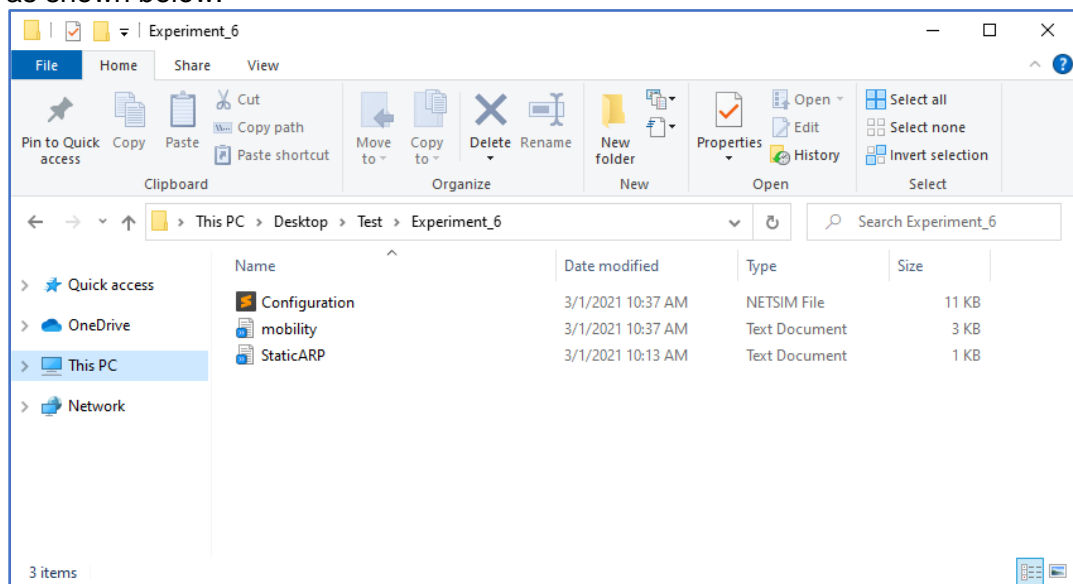 as shown below
Experiment_6
File Home Share View
Pin to Quick access
Copy
Paste
Cut
Copy path
Paste shortcut
Clipboard
Move to
Copy to
Delete
Rename
Organize
New folder
New
Properties
Open
Edit
History
Open
Select all
Select none
Invert selection
Select
This PC > Desktop > Test > Experiment_6
Search Experiment_6
Quick access
OneDrive
This PC
Network
Name Date modified Type Size
Configuration 3/1/2021 10:37 AM NETSIM File 11 KB
mobility 3/1/2021 10:37 AM Text Document 3 KB
StaticARP 3/1/2021 10:13 AM Text Document 1 KB
3 items